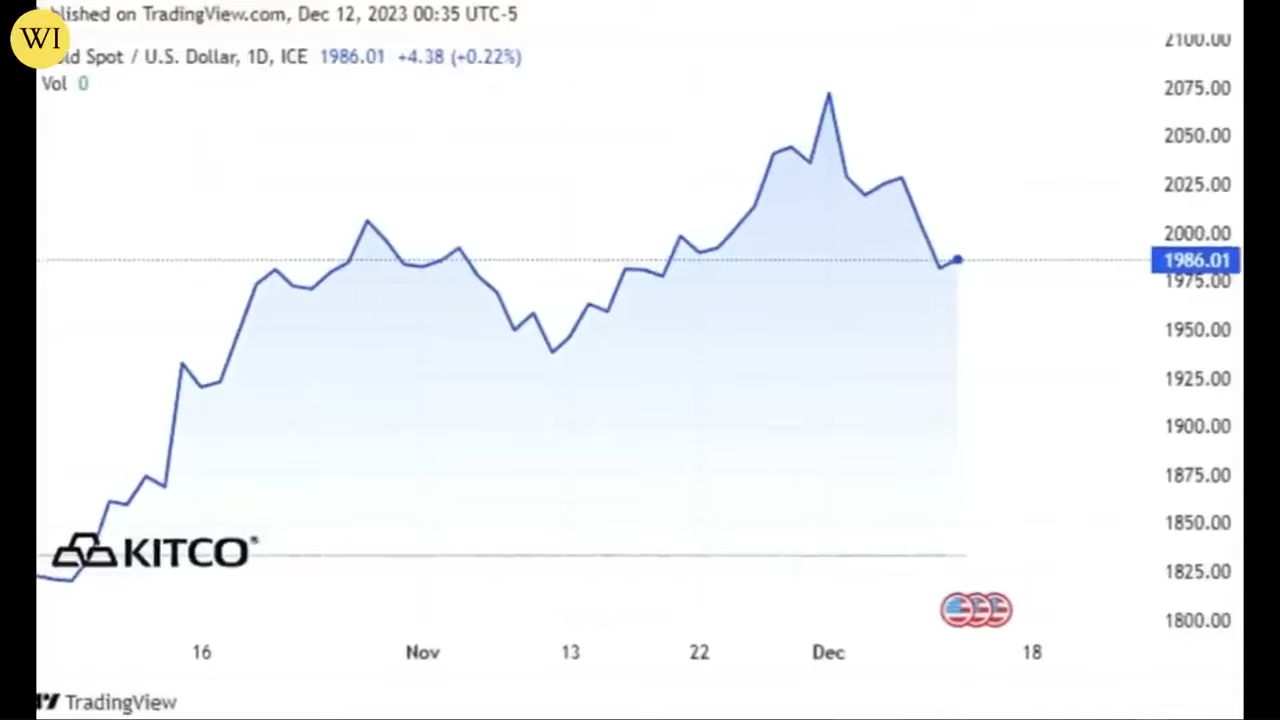 WI
blished on TradingView.com, Dec 12, 2023 00:35 UTC-5
ld Spot / U.S. Dollar, 1D, ICE 1986.01 +4.38 (+0.22%)
Vol 0
2100.00
2075.00
2050.00
2025.00
2000.00
1986.01
1975.00
1950.00
1925.00
1900.00
1875.00
1850.00
1825.00
1800.00
KITCO®
16 Nov 13 22 Dec 18
TradingView